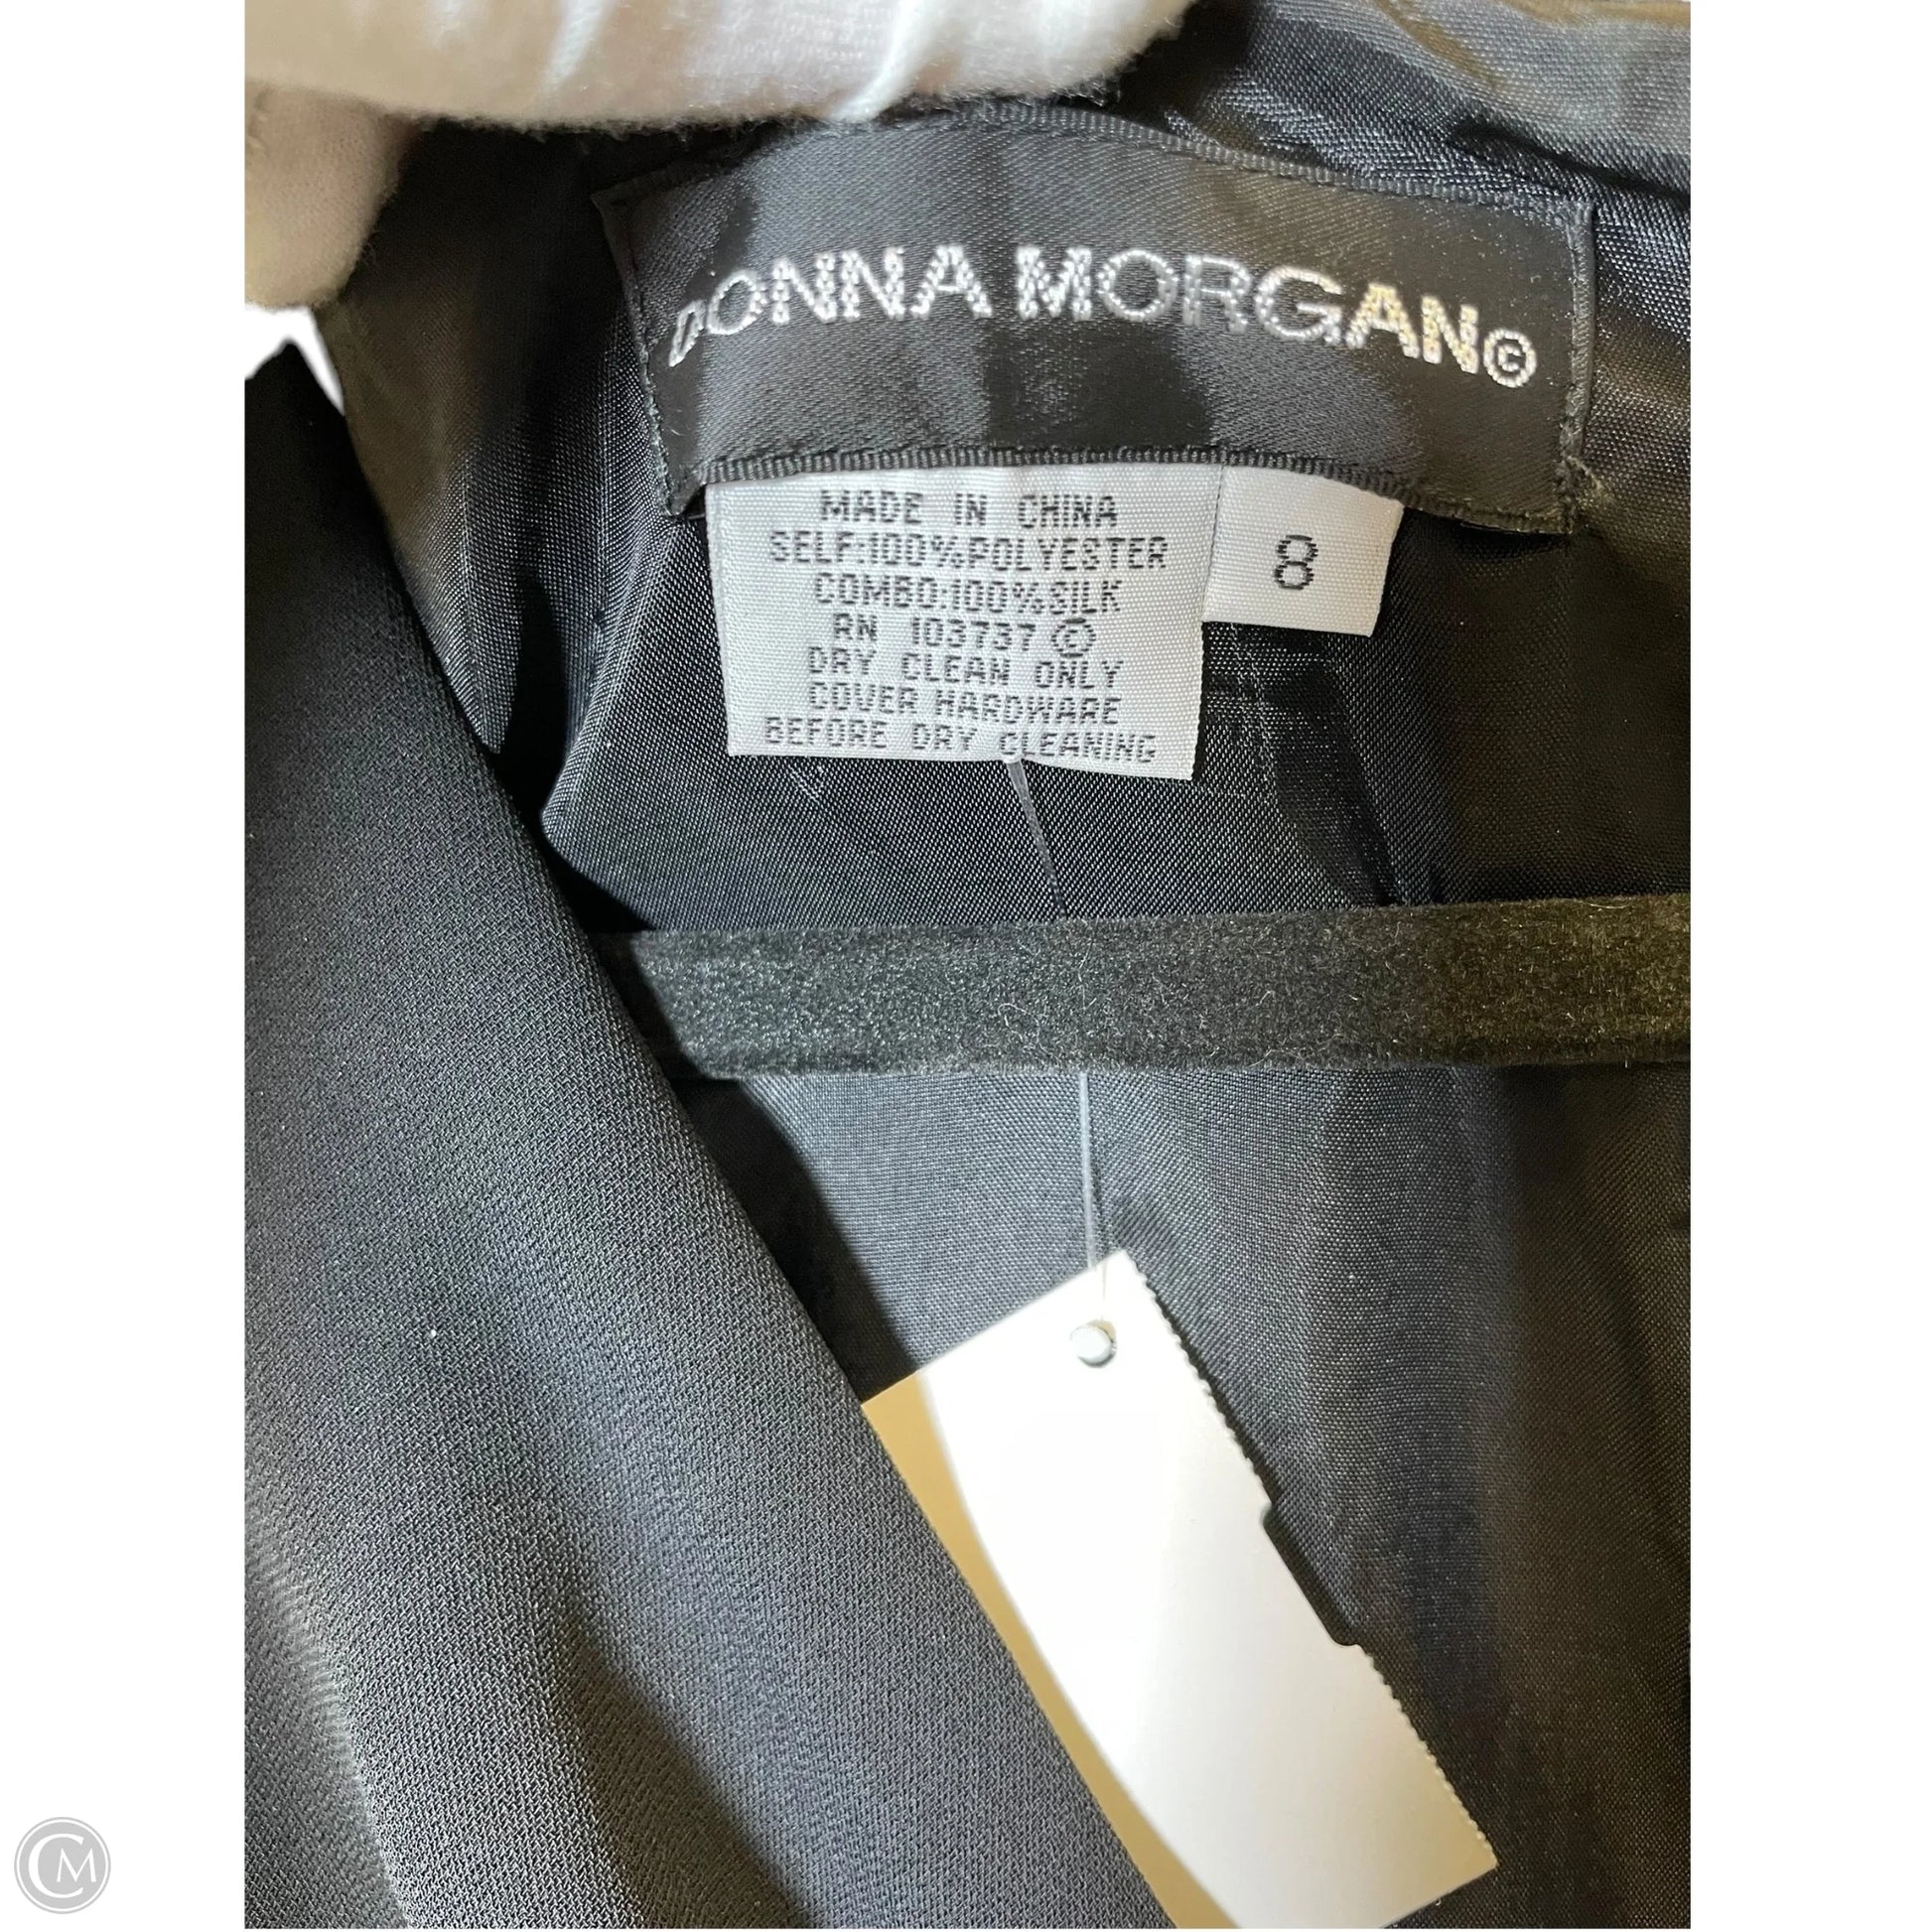 DONNA MORGAN©
MADE IN CHINA
SELF:100%POLYESTER
COMBO:100%SILK
RN 103737 ©
DRY CLEAN ONLY
COVER HARDWARE
BEFORE DRY CLEANING
8
CM